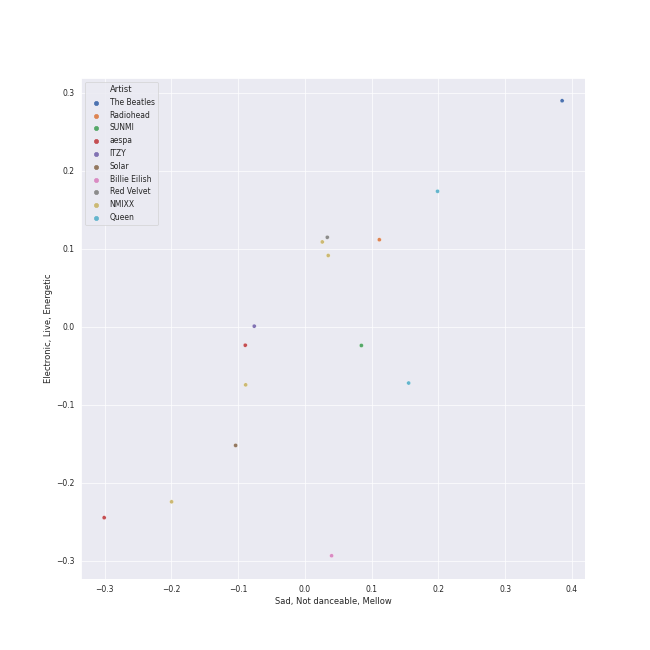 Artist
The Beatles
Radiohead
SUNMI
aespa
ITZY
Solar
Billie Eilish
Red Velvet
NMIXX
Queen
0.3
0.2
0.1
0.0
−0.1
−0.2
−0.3
Electronic, Live, Energetic
−0.3 −0.2 −0.1 0.0 0.1 0.2 0.3 0.4
Sad, Not danceable, Mellow